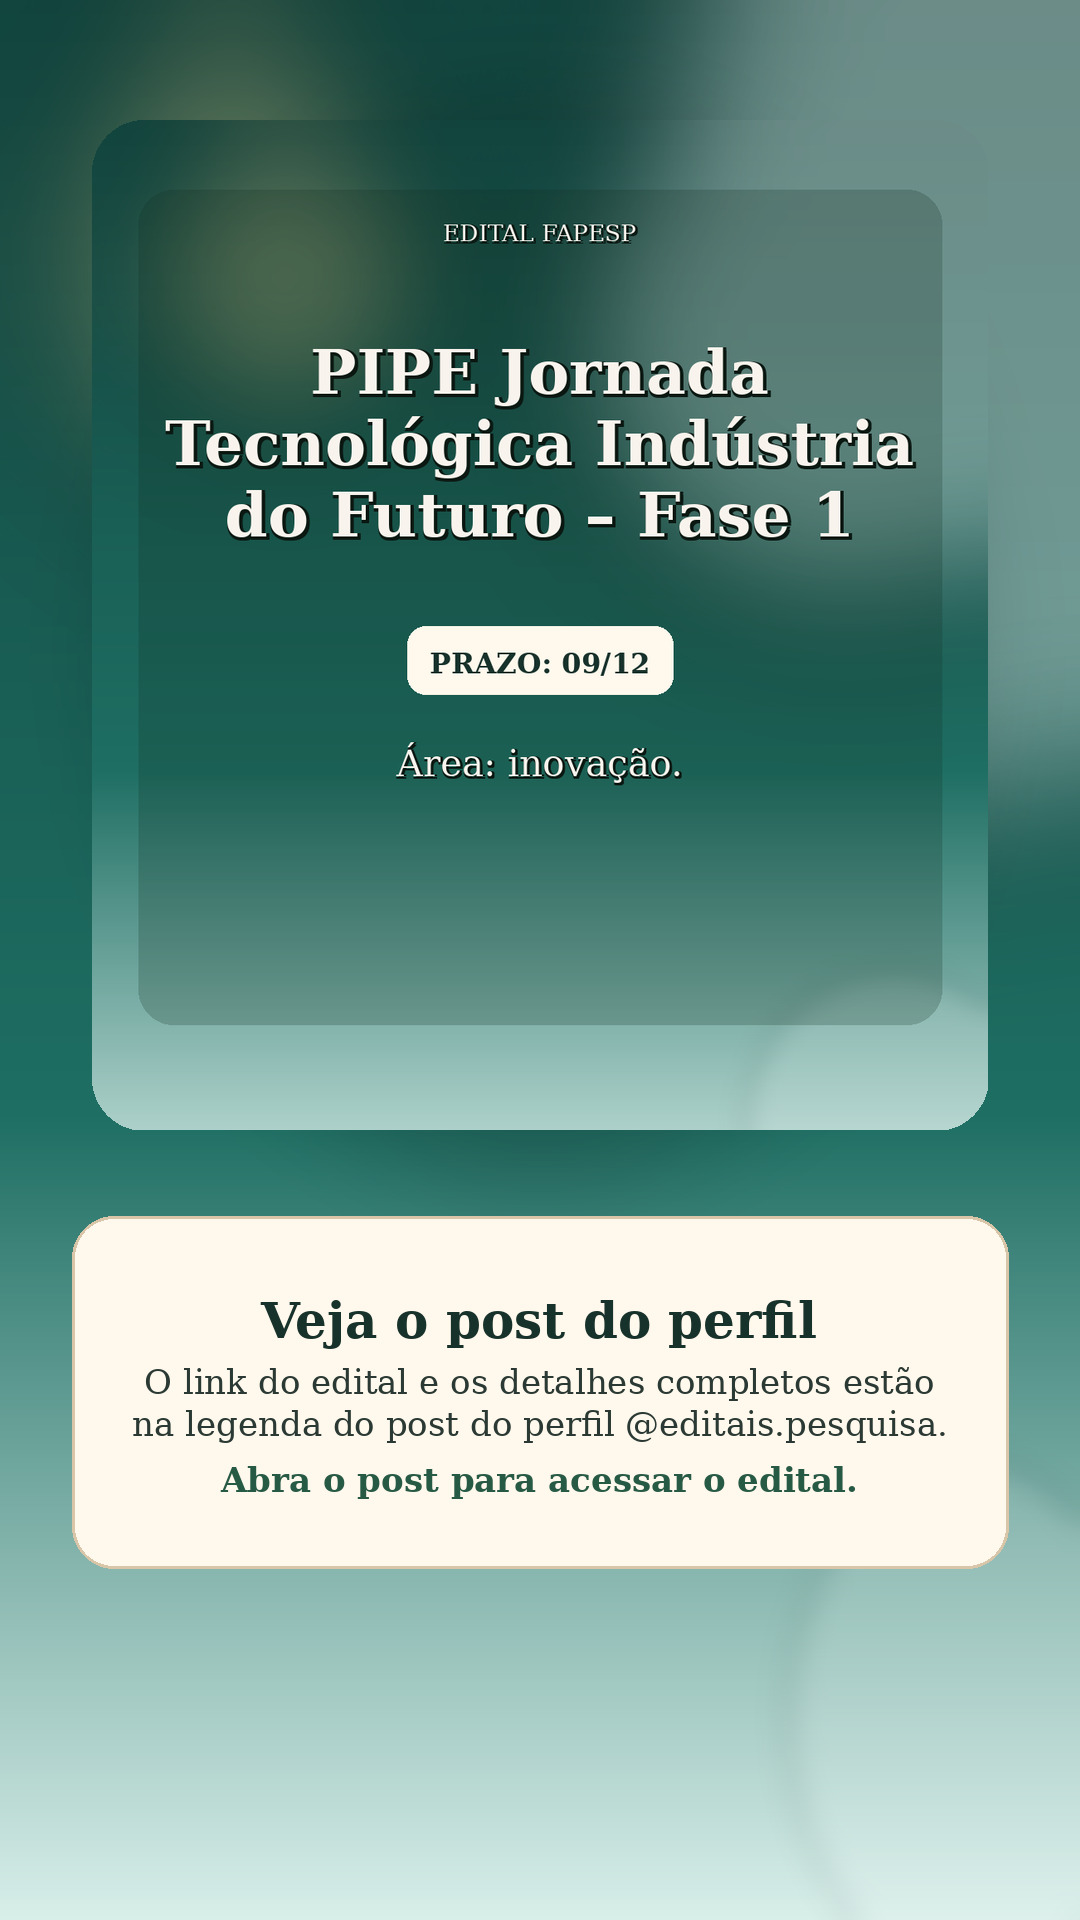 EDITAL FAPESP
PIPE Jornada
Tecnológica Indústria
do Futuro – Fase 1
PRAZO: 09/12
Área: inovação.
Veja o post do perfil
O link do edital e os detalhes completos estão
na legenda do post do perfil @editais.pesquisa.
Abra o post para acessar o edital.